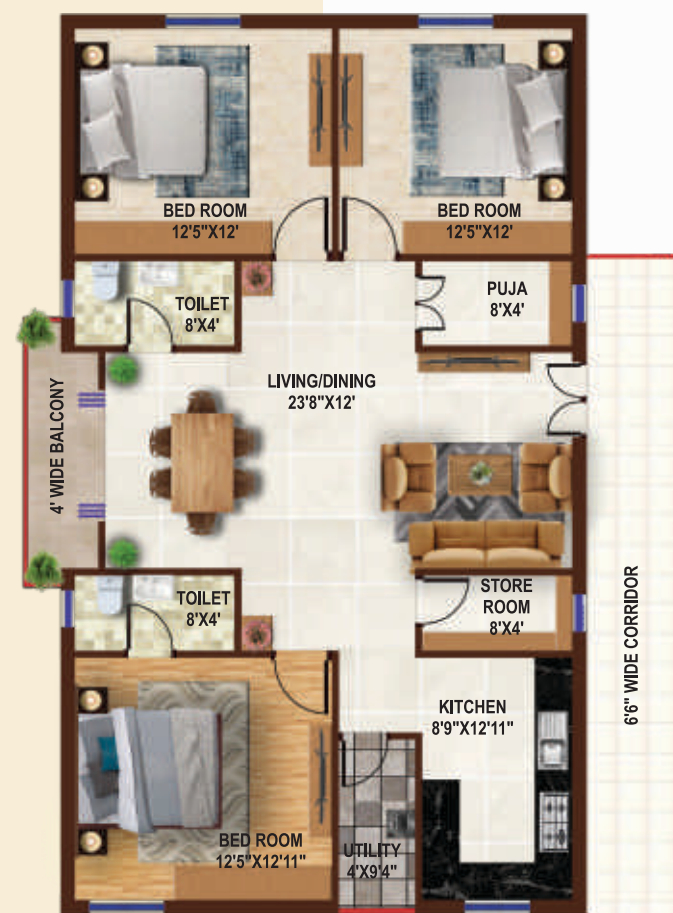 BED ROOM
12'5"X12'
BED ROOM
12'5"X12'
TOILET
8'X4'
PUJA
8'X4'
LIVING/DINING
23'8"X12'
4' WIDE BALCONY
TOILET
8'X4'
STORE
ROOM
8'X4'
6'6" WIDE CORRIDOR
KITCHEN
8'9"X12'11"
BED ROOM
12'5"X12'11"
UTILITY
4'X9'4"